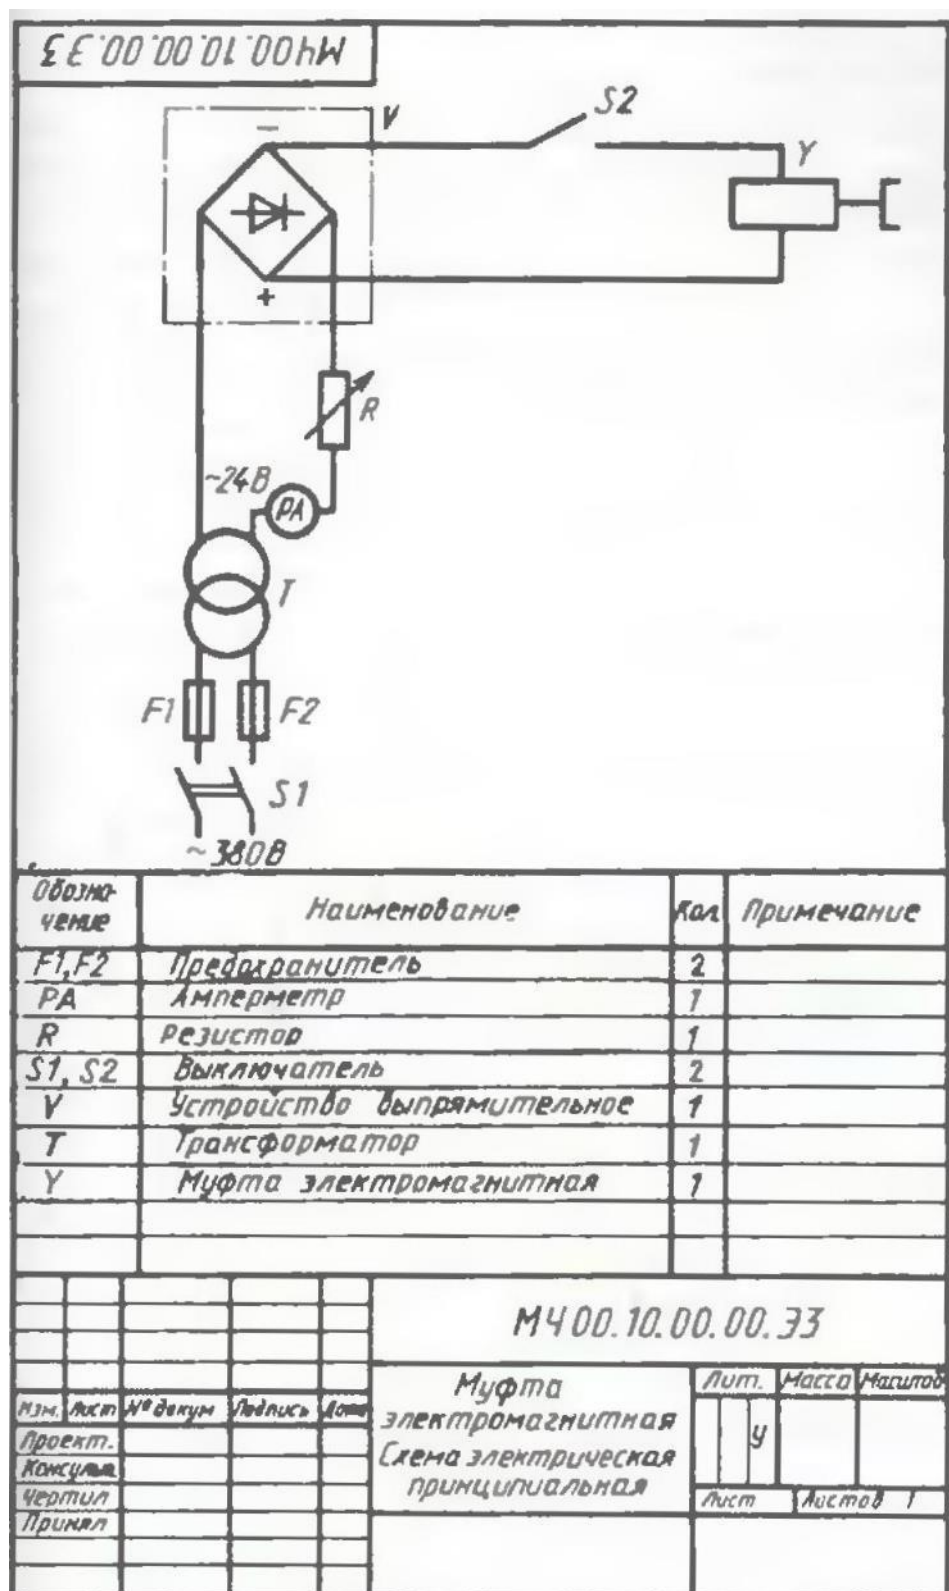 МЧ00.10.00.00.ЭЗ
V
S2
Y
−
+
R
~24В
PA
T
F1
F2
S1
~380В
Обозна-
чение
Наименование
Кол
Примечание
F1,F2 Предохранитель 2
PA Амперметр 1
R Резистор 1
S1, S2 Выключатель 2
V Устройство выпрямительное 1
T Трансформатор 1
Y Муфта электромагнитная 1
МЧ00.10.00.00.ЭЗ
Муфта
электромагнитная
Схема электрическая
принципиальная
Лит. Масса Масштаб
у
Лист Листов 1
Изм. Лист № докум Подпись Дата
Проект.
Консульт
Чертил
Принял